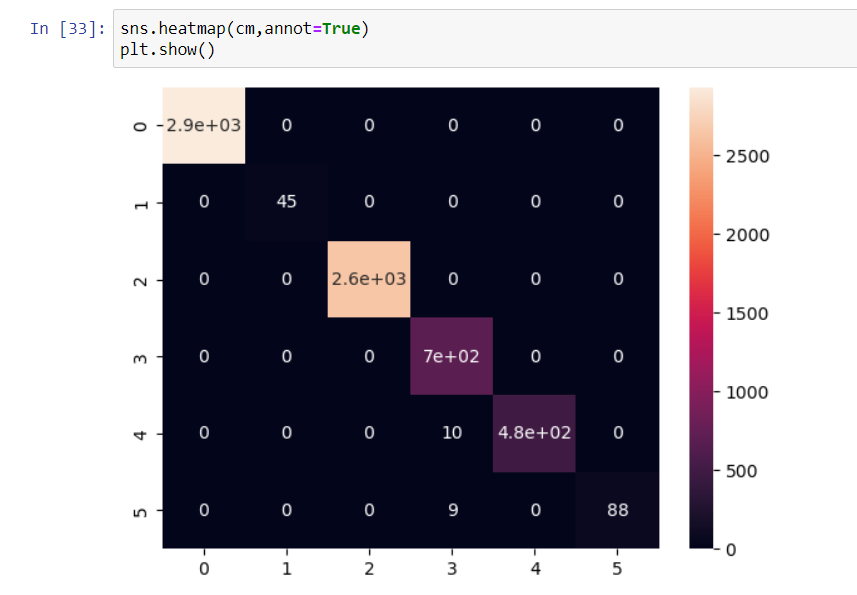 In [33]: sns.heatmap(cm,annot=True)
plt.show()
0 2.9e+03 0 0 0 0 0
1 0 45 0 0 0 0
2 0 0 2.6e+03 0 0 0
3 0 0 0 7e+02 0 0
4 0 0 0 10 4.8e+02 0
5 0 0 0 9 0 88
0 1 2 3 4 5
2500
2000
1500
1000
500
0